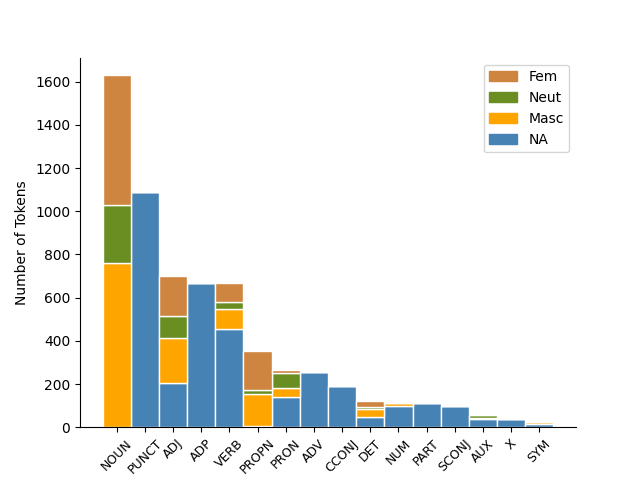 Number of Tokens
1600
1400
1200
1000
800
600
400
200
0
Fem
Neut
Masc
NA
NOUN
PUNCT
ADJ
ADP
VERB
PROPN
PRON
ADV
CCONJ
DET
NUM
PART
SCONJ
AUX
X
SYM